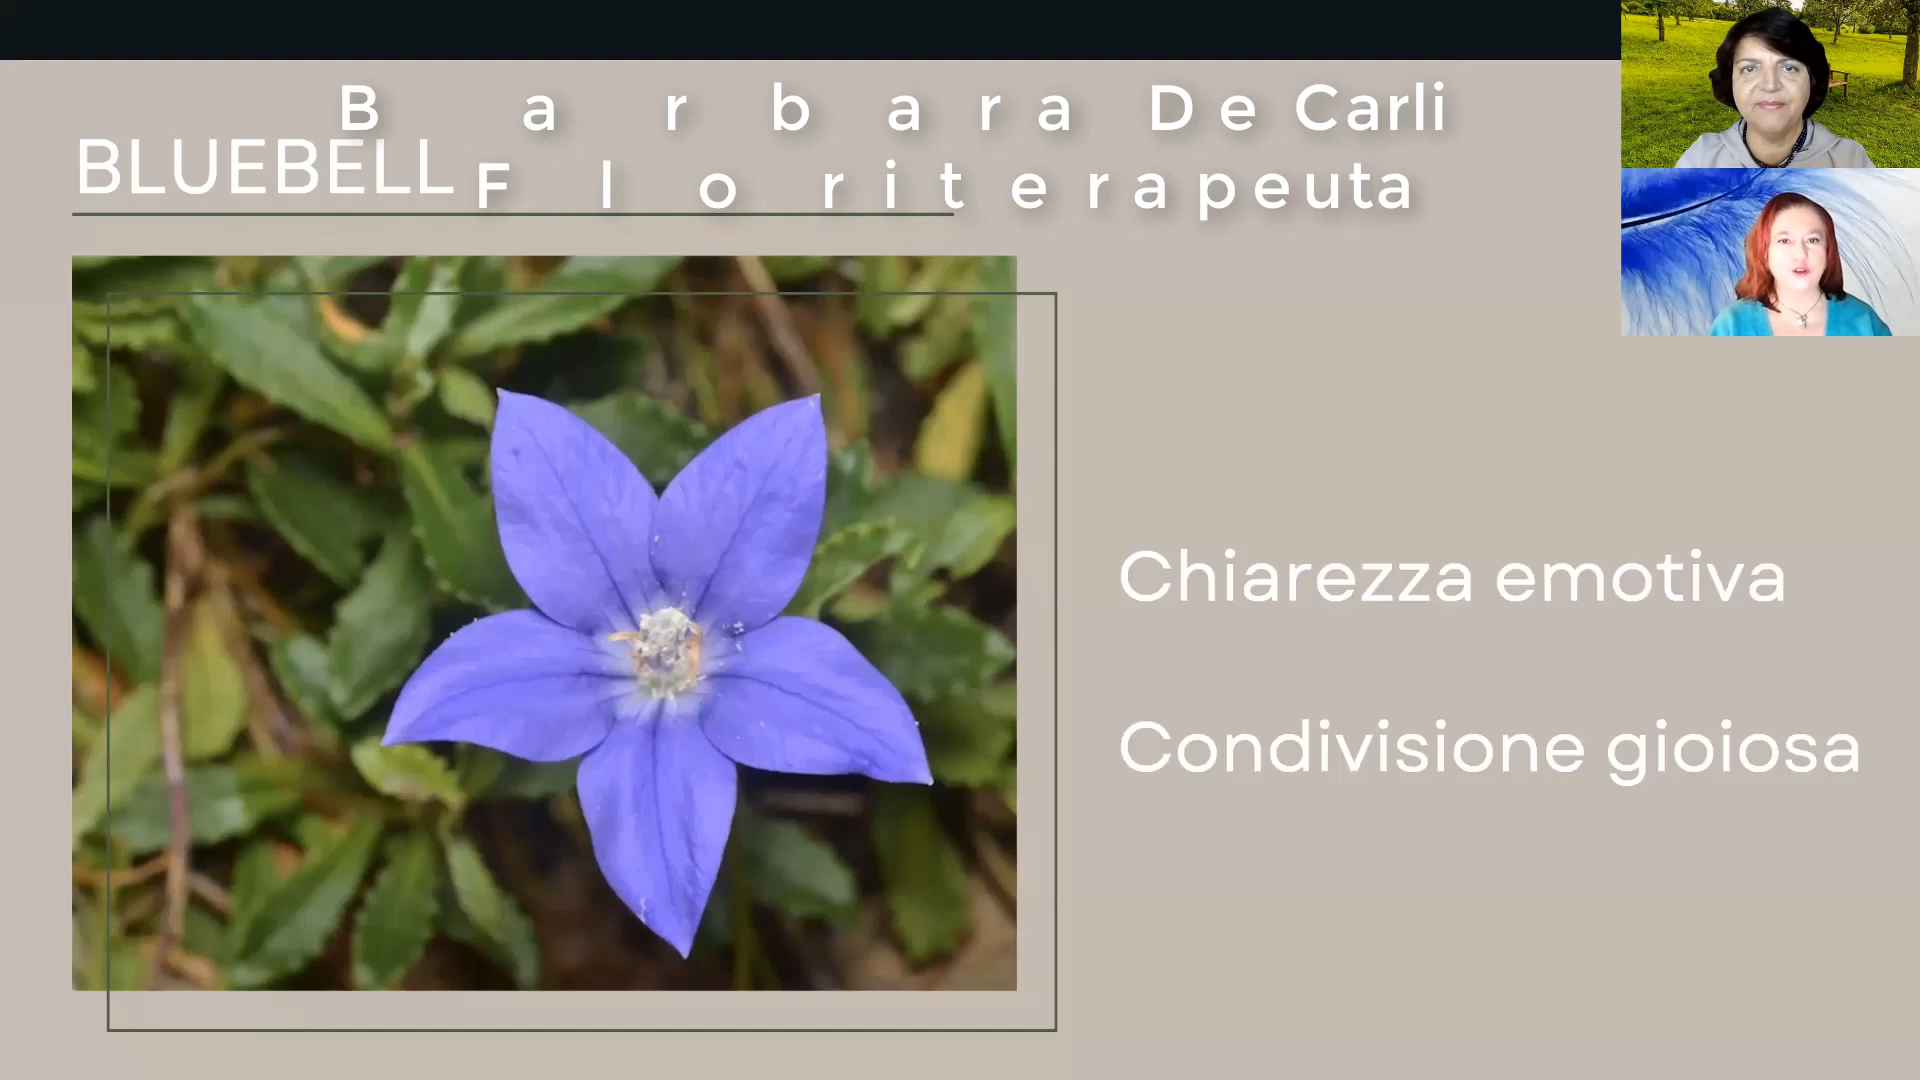 Barbara De Carli
BLUEBELL
Floriterapeuta
Chiarezza emotiva
Condivisione gioiosa